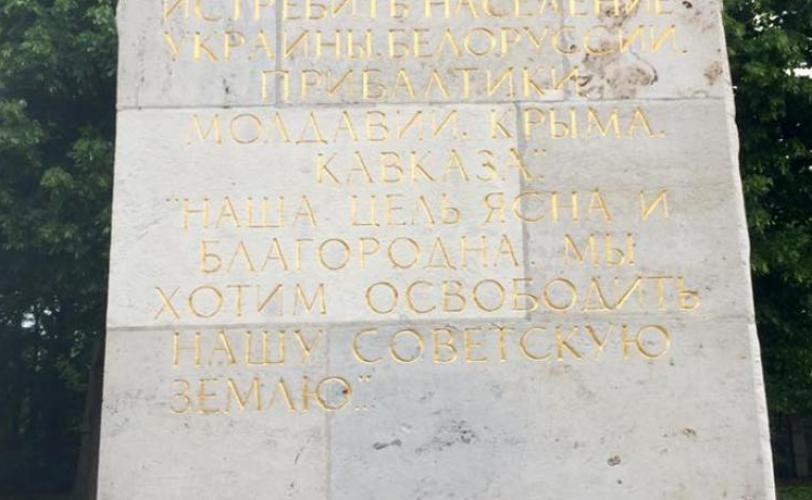 ИСТРЕБИТЬ НАСЕЛЕНИЕ
УКРАИНЫ, БЕЛОРУССИИ,
ПРИБАЛТИКИ,
МОЛДАВИИ, КРЫМА,
КАВКАЗА".
"НАША ЦЕЛЬ ЯСНА И
БЛАГОРОДНА. МЫ
ХОТИМ ОСВОБОДИТЬ
НАШУ СОВЕТСКУЮ
ЗЕМЛЮ".